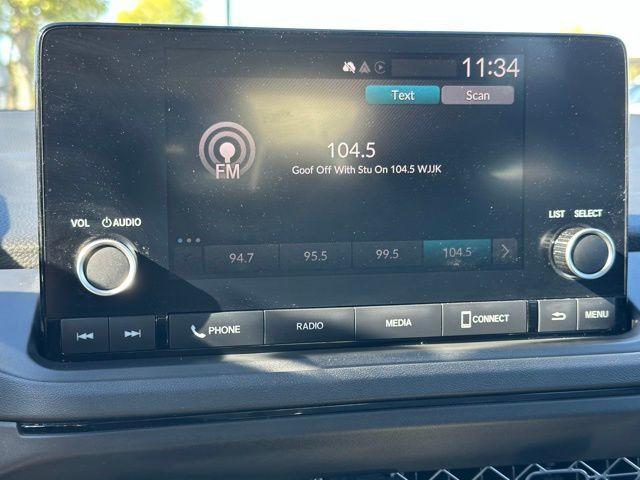 11:34
Text Scan
FM
104.5
Goof Off With Stu On 104.5 WJJK
VOL AUDIO
LIST SELECT
94.7 95.5 99.5 104.5
PHONE RADIO MEDIA CONNECT MENU